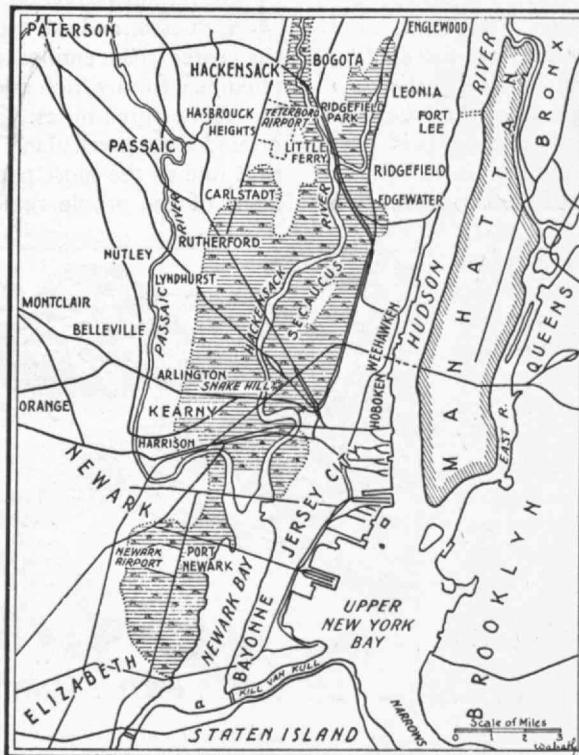 PATERSON
ENGLEWOOD
HACKENSACK
BOGOTA
RIVER
BRONX
LEONIA
HASBROUCK
HEIGHTS
TETERBORO
AIRPORT
RIDGEFIELD
PARK
FORT
LEE
PASSAIC
LITTLE
FERRY
RIDGEFIELD
CARLSTADT
EDGEWATER
RIVER
RIVER
RUTHERFORD
NUTLEY
LYNDHURST
HACKENSACK
SECAUCUS
HUDSON
MANHATTAN
QUEENS
MONTCLAIR
PASSAIC
WEEHAWKEN
BELLEVILLE
ARLINGTON
SNAKE HILL
HOBOKEN
ORANGE
KEARNY
HARRISON
EAST R.
NEWARK
JERSEY CITY
NEWARK
AIRPORT
PORT
NEWARK
NEWARK BAY
BAYONNE
UPPER
NEW YORK
BAY
BROOKLYN
ELIZABETH
KILL VAN KULL
NARROWS
STATEN ISLAND
Scale of Miles
0 1 2 3